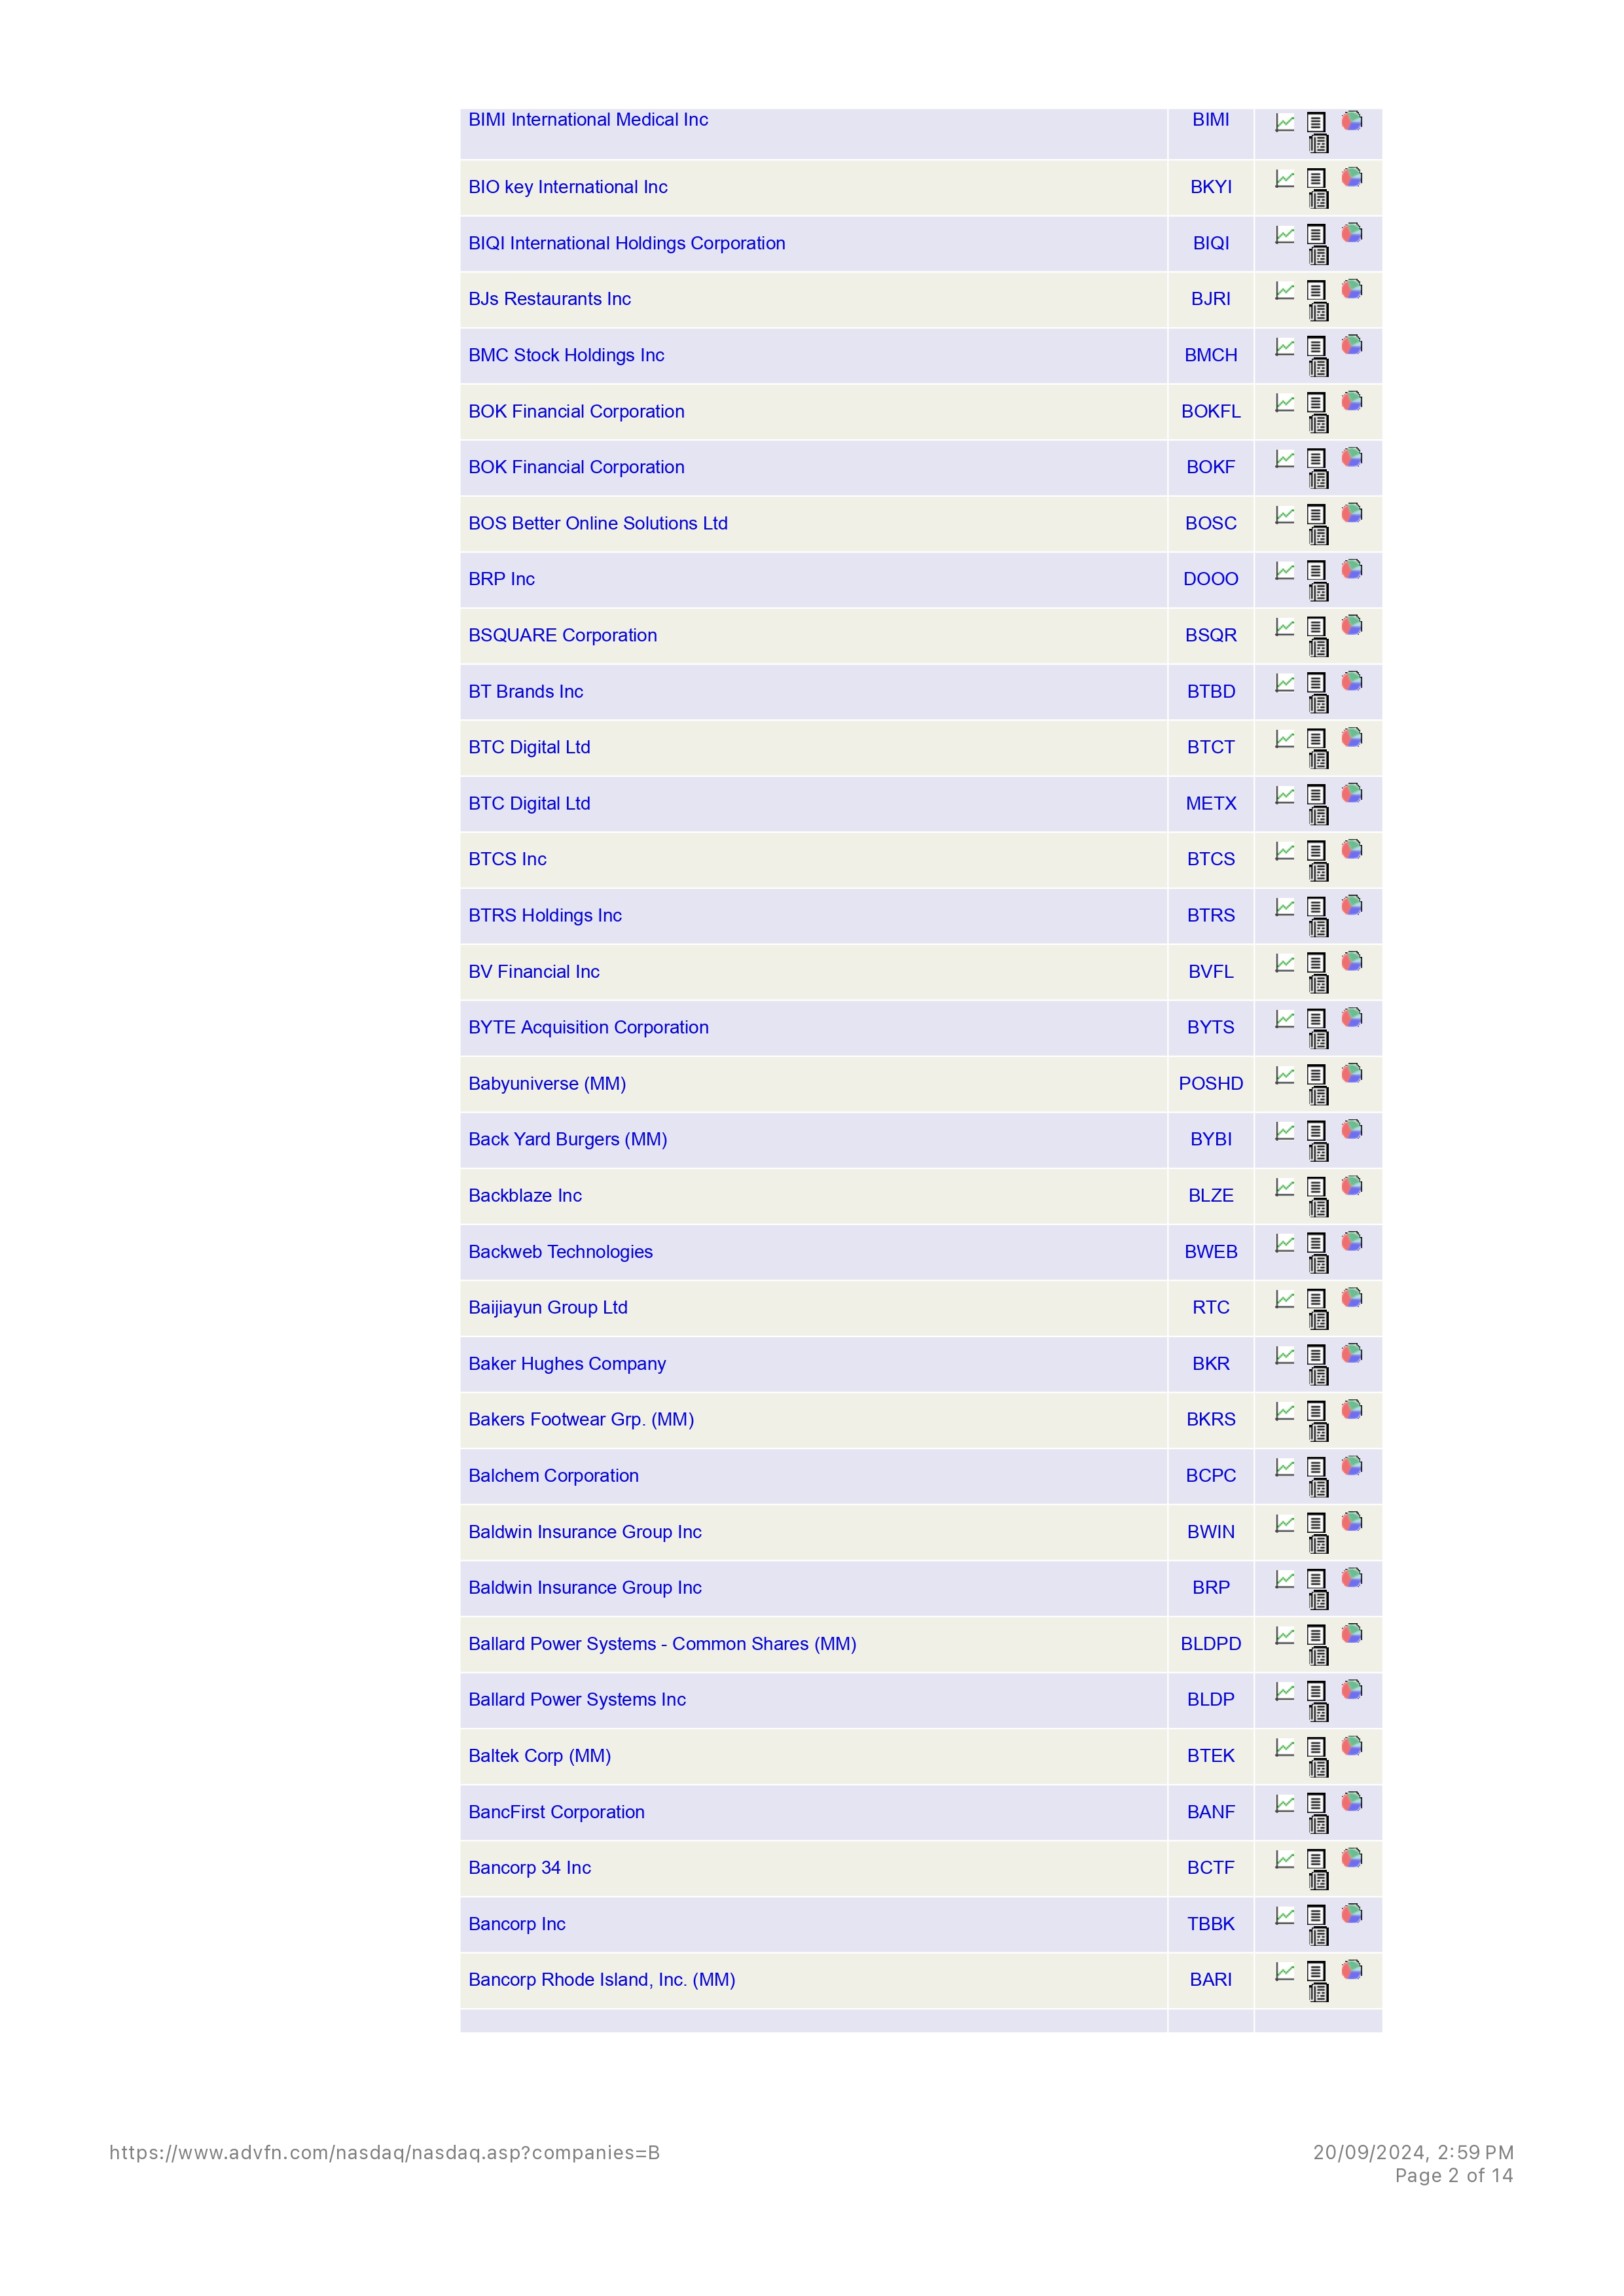 BIMI International Medical Inc BIMI
BIO key International Inc BKYI
BIQI International Holdings Corporation BIQI
BJs Restaurants Inc BJRI
BMC Stock Holdings Inc BMCH
BOK Financial Corporation BOKFL
BOK Financial Corporation BOKF
BOS Better Online Solutions Ltd BOSC
BRP Inc DOOO
BSQUARE Corporation BSQR
BT Brands Inc BTBD
BTC Digital Ltd BTCT
BTC Digital Ltd METX
BTCS Inc BTCS
BTRS Holdings Inc BTRS
BV Financial Inc BVFL
BYTE Acquisition Corporation BYTS
Babyuniverse (MM) POSHD
Back Yard Burgers (MM) BYBI
Backblaze Inc BLZE
Backweb Technologies BWEB
Baijiayun Group Ltd RTC
Baker Hughes Company BKR
Bakers Footwear Grp. (MM) BKRS
Balchem Corporation BCPC
Baldwin Insurance Group Inc BWIN
Baldwin Insurance Group Inc BRP
Ballard Power Systems - Common Shares (MM) BLDPD
Ballard Power Systems Inc BLDP
Baltek Corp (MM) BTEK
BancFirst Corporation BANF
Bancorp 34 Inc BCTF
Bancorp Inc TBBK
Bancorp Rhode Island, Inc. (MM) BARI
https://www.advfn.com/nasdaq/nasdaq.asp?companies=B 20/09/2024, 2:59 PM
Page 2 of 14